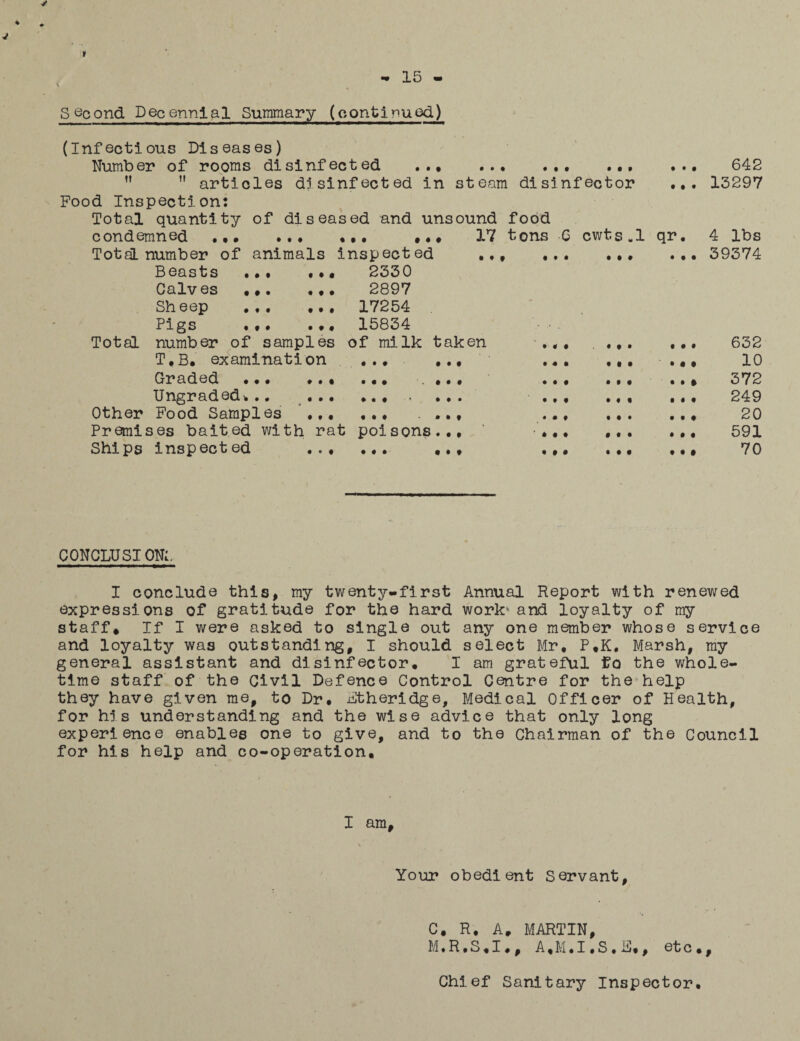 - 15 -
Second Decennial Summary (continued)
(Infectious Diseases)
Number of rooms disinfected ... ... ... ... ... 642
" " articles disinfected in steam disinfector ... 13297
Food Inspection:
Total quantity of diseased and unsound food
condemned ... ... ... ... 17 tons 6 cwts.1 qr. 4 lbs
Total number of animals inspected ... ... ... ... 39374
Beasts ... ... 2330
Calves ... ... 2897
Sheep ... ... 17254
Pigs ... ... 15834
Total number of samples of milk taken ... ... ... 632
T.B. examination ... ... ... ... ... 10
Graded ... ... ... ... ... ... ... 372
Ungraded... ... ... ... ... ... ... 249
Other Food Samples ... ... ... ... ... ... 20
Premises baited with rat poisons... ... ... ... 591
Ships inspected ... ... ... ... ... ... 70
CONCLUSION:.
I conclude this, my twenty-first Annual Report with renewed
expressions of gratitude for the hard work and loyalty of my
staff. If I were asked to single out any one member whose service
and loyalty was outstanding, I should select Mr. P.K. Marsh, my
general assistant and disinfector. I am grateful fo the whole-
time staff of the Civil Defence Control Centre for the help
they have given me, to Dr. Etheridge, Medical Officer of Health,
for his understanding and the wise advice that only long
experience enables one to give, and to the Chairman of the Council
for his help and co-operation.
I am,
Your obedient Servant,
C. R. A. MARTIN,
M.R.S.I., A.M.I.S.E., etc.,
Chief Sanitary Inspector.